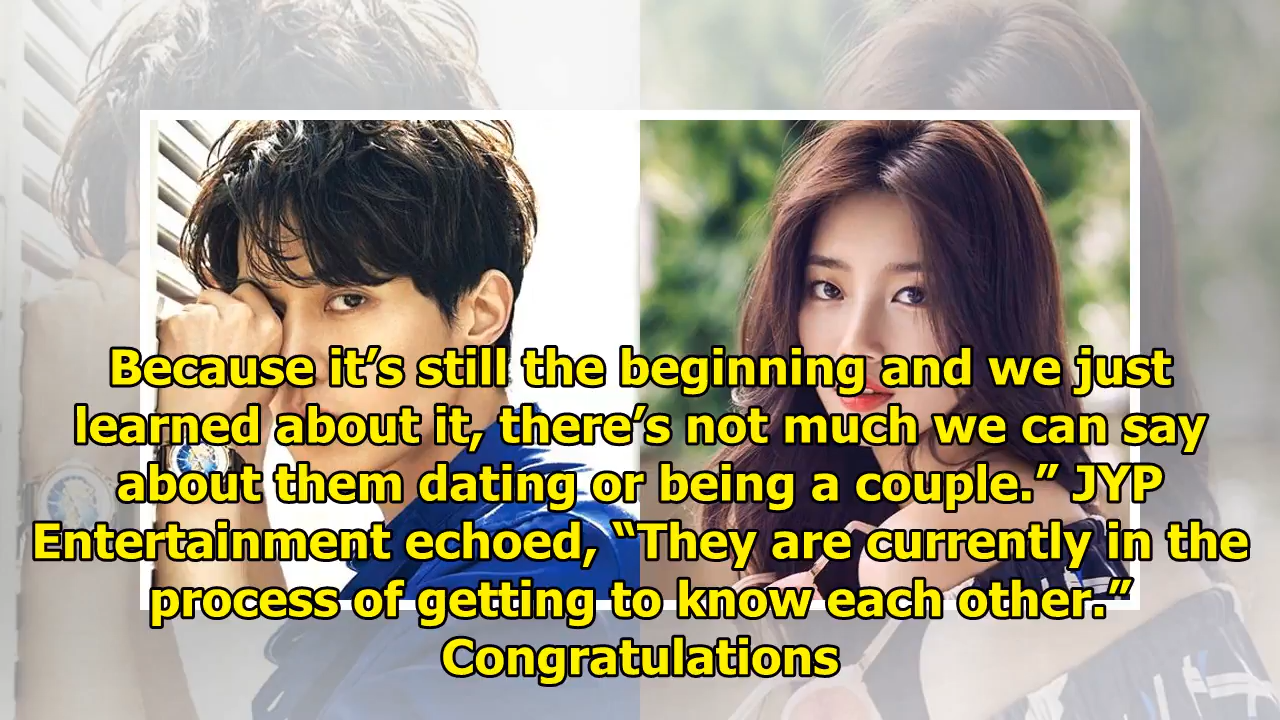 Because it’s still the beginning and we just
learned about it, there’s not much we can say
about them dating or being a couple.” JYP
Entertainment echoed, “They are currently in the
process of getting to know each other.”
Congratulations